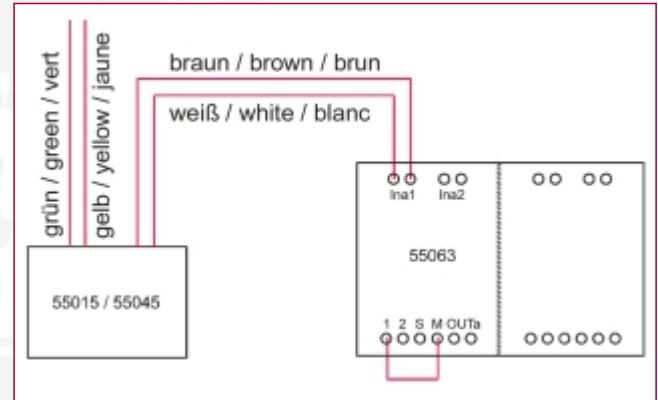 braun / brown / brun
weiß / white / blanc
grün / green / vert
gelb / yellow / jaune
Ina1 Ina2
55063
55015 / 55045
1 2 S M OUTa